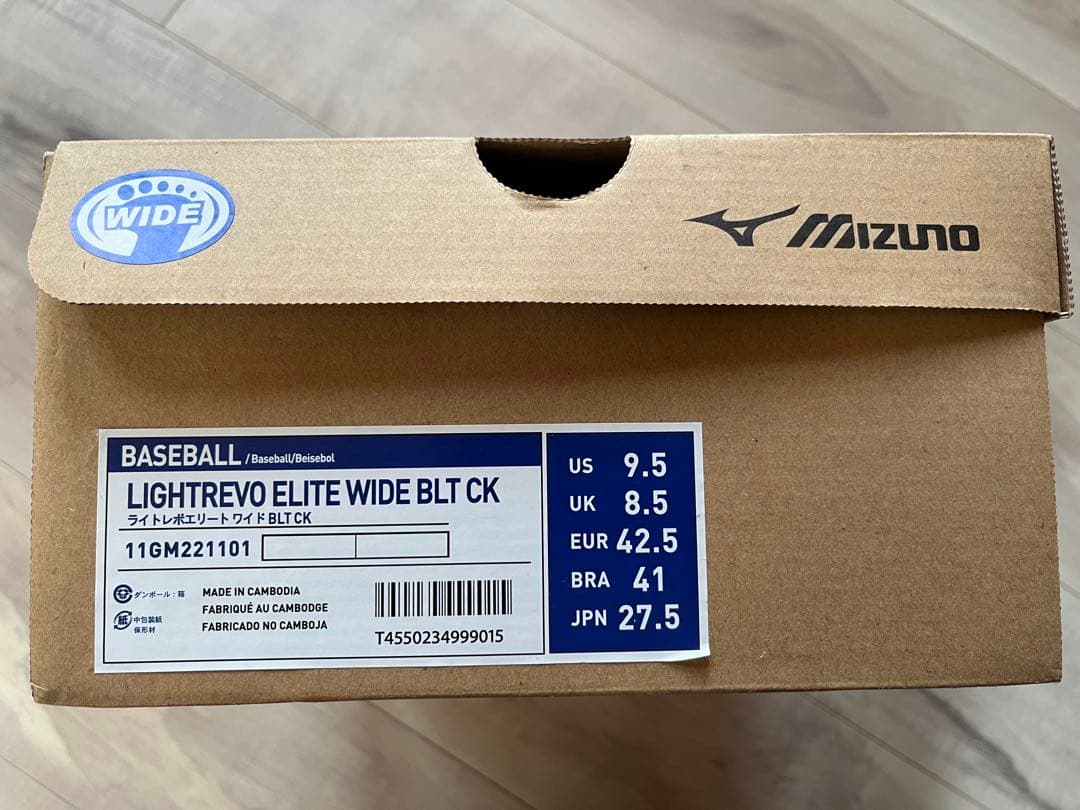 WIDE
MIZUNO
BASEBALL /Baseball/Beisebol
LIGHTREVO ELITE WIDE BLT CK
ライトレボエリート ワイド BLT CK
11GM221101
ダンボール：箱
紙 中包装紙
保形材
MADE IN CAMBODIA
FABRIQUÉ AU CAMBODGE
FABRICADO NO CAMBOJA
T4550234999015
US 9.5
UK 8.5
EUR 42.5
BRA 41
JPN 27.5